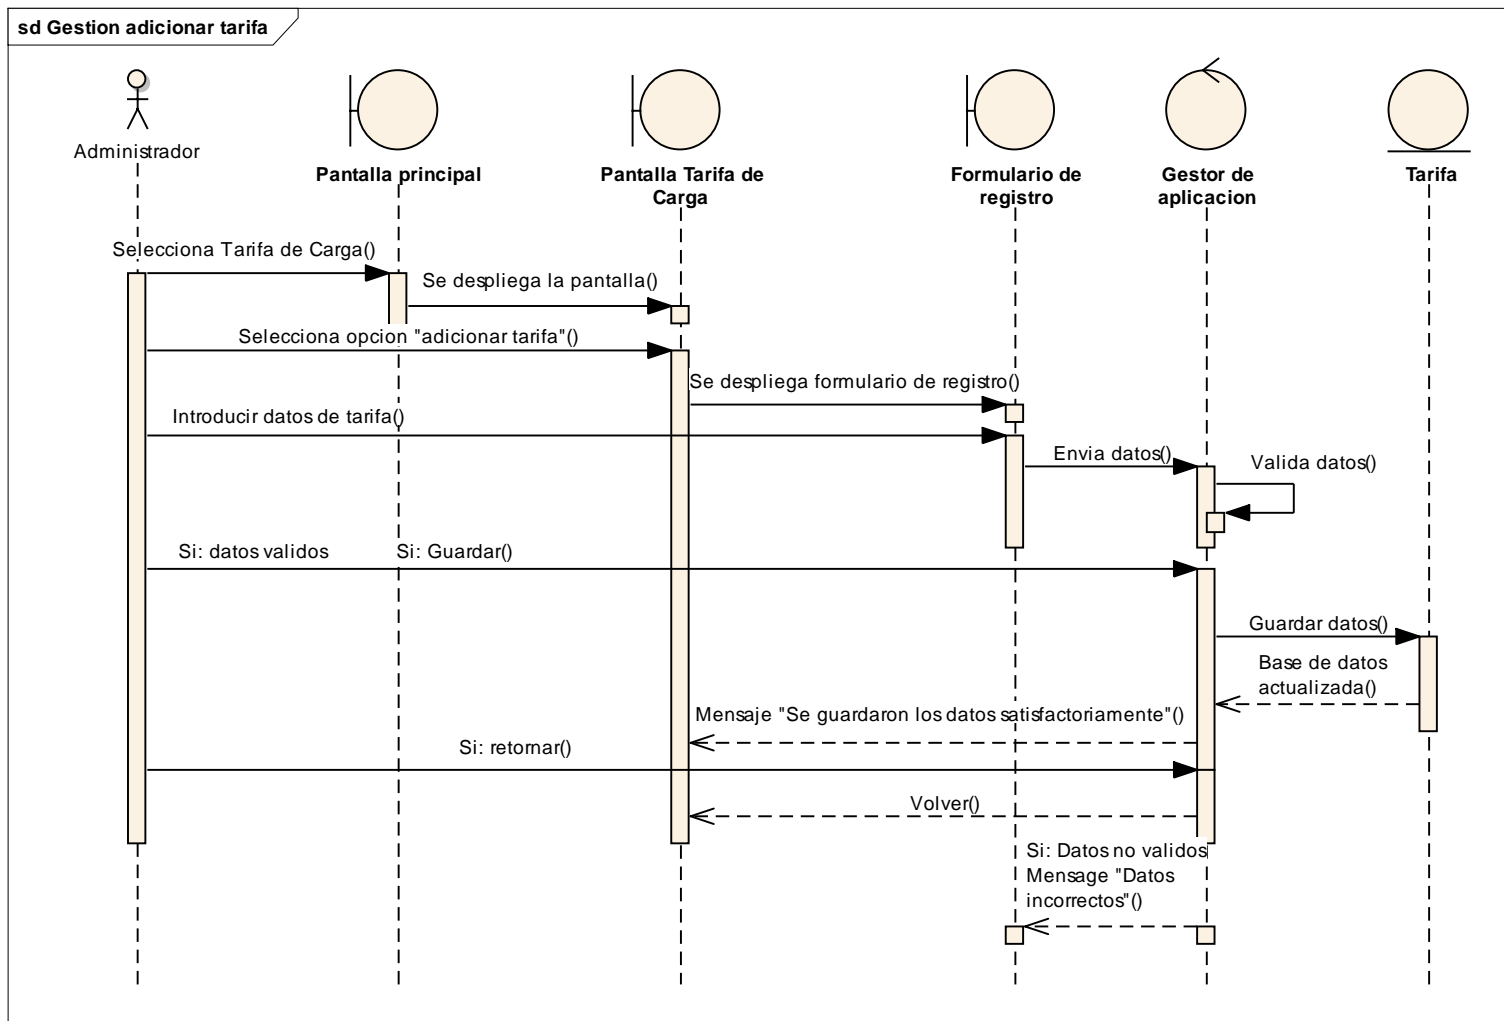 sd Gestion adicionar tarifa
Administrador
Pantalla principal
Pantalla Tarifa de
Carga
Formulario de
registro
Gestor de
aplicacion
Tarifa
Selecciona Tarifa de Carga()
Se despliega la pantalla()
Selecciona opcion "adicionar tarifa"()
Se despliega formulario de registro()
Introducir datos de tarifa()
Envia datos()
Valida datos()
Si: datos validos
Si: Guardar()
Guardar datos()
Base de datos
actualizada()
Mensaje "Se guardaron los datos satisfactoriamente"()
Si: retornar()
Volver()
Si: Datos no validos
Mensage "Datos
incorrectos"()